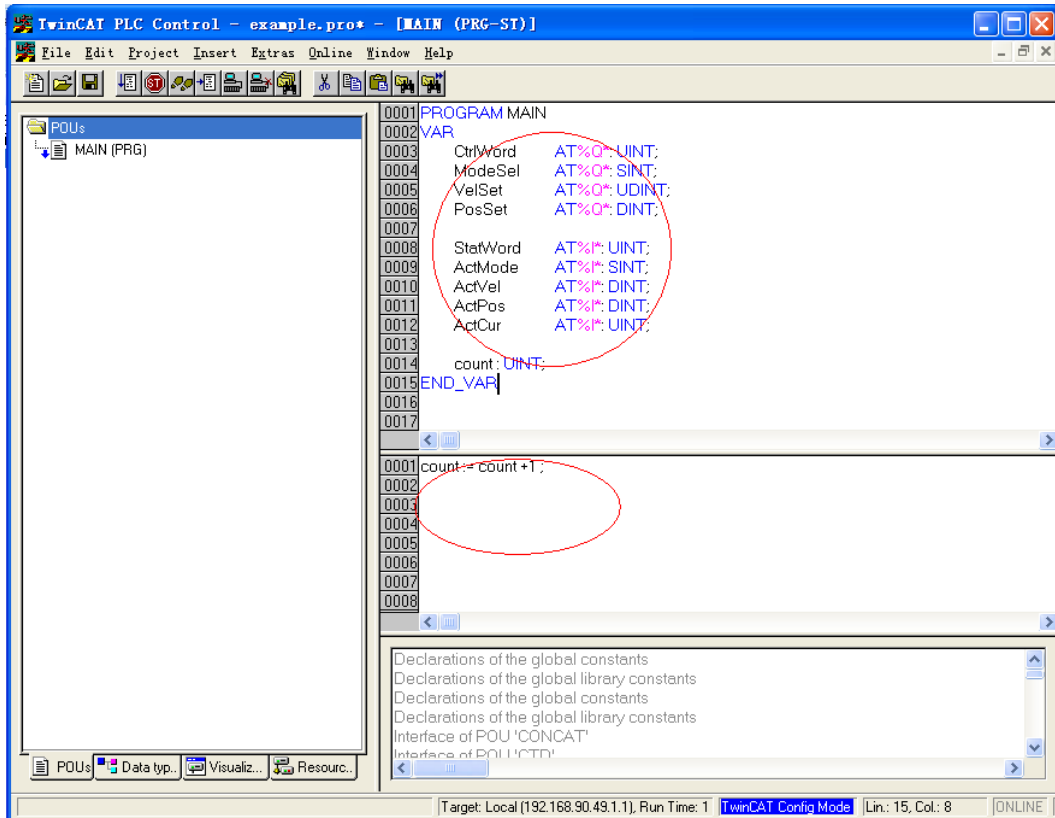 TwinCAT PLC Control - example.pro* - [MAIN (PRG-ST)]
File Edit Project Insert Extras Online Window Help
POUs
MAIN (PRG)
0001 PROGRAM MAIN
0002 VAR
0003 CtrlWord AT%Q*: UINT;
0004 ModeSel AT%Q*: SINT;
0005 VelSet AT%Q*: UDINT;
0006 PosSet AT%Q*: DINT;
0007
0008 StatWord AT%I*: UINT;
0009 ActMode AT%I*: SINT;
0010 ActVel AT%I*: DINT;
0011 ActPos AT%I*: DINT;
0012 ActCur AT%I*: UINT;
0013
0014 count : UINT;
0015 END_VAR
0016
0017
0001 count := count +1 ;
0002
0003
0004
0005
0006
0007
0008
Declarations of the global constants
Declarations of the global library constants
Declarations of the global constants
Declarations of the global library constants
Interface of POU 'CONCAT'
Interface of POU 'CTD'
POUs Data typ.. Visualiz... Resourc..
Target: Local (192.168.90.49.1.1), Run Time: 1 TwinCAT Config Mode Lin.: 15, Col.: 8 ONLINE